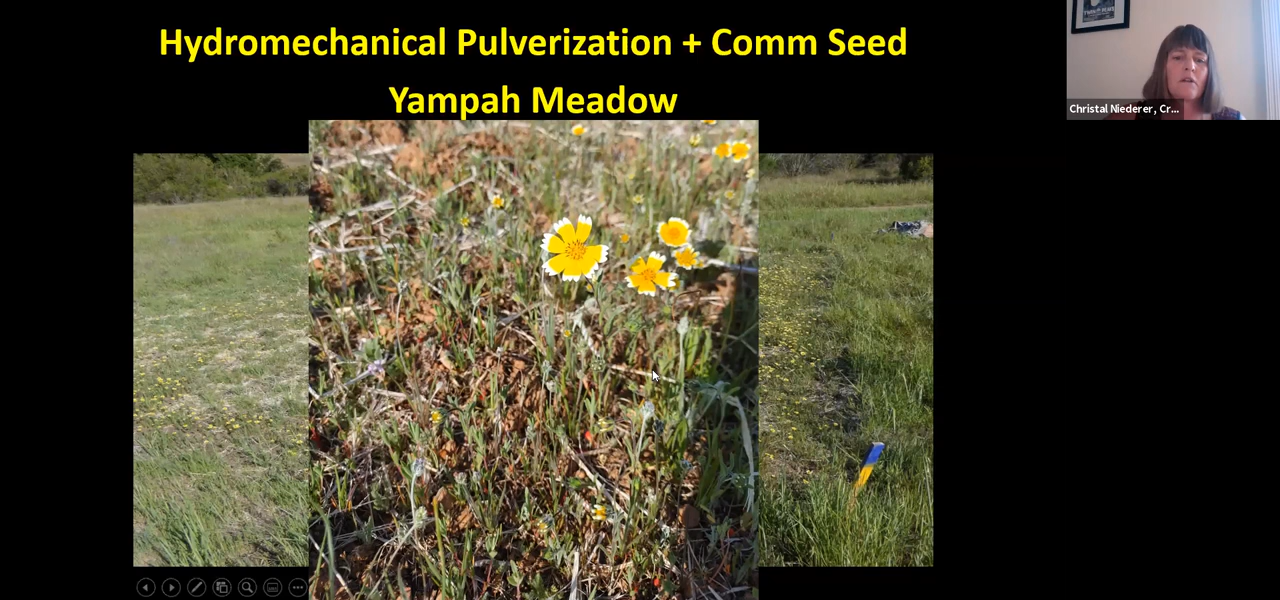 Hydromechanical Pulverization + Comm Seed
Yampah Meadow
Christal Niederer, Cr...